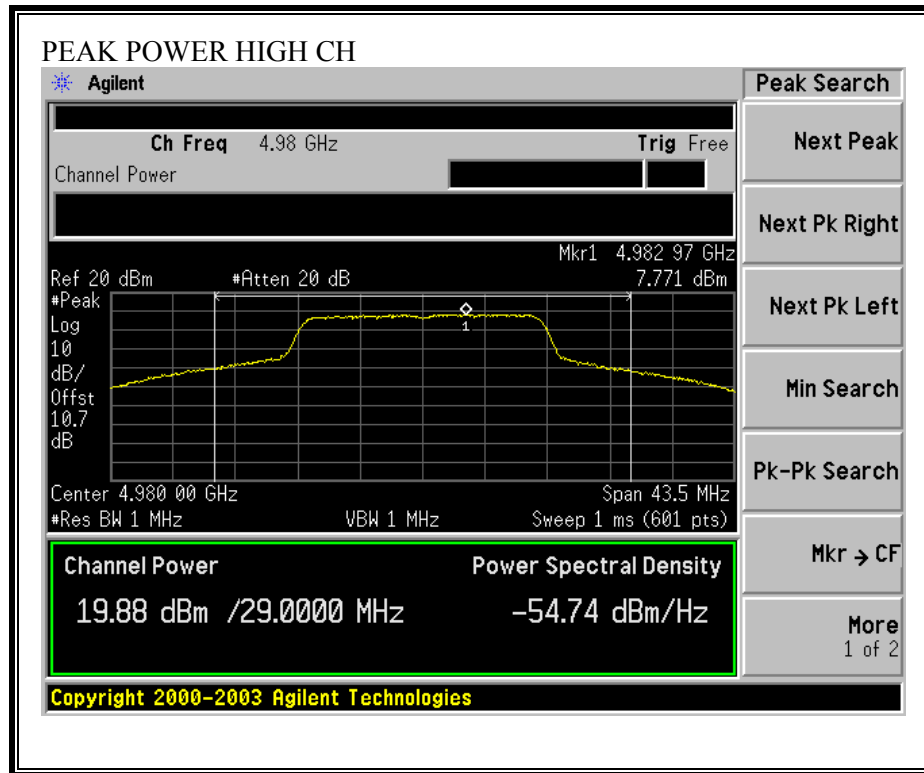 PEAK POWER HIGH CH
Agilent
Peak Search
Ch Freq 4.98 GHz Trig Free
Channel Power
Next Peak
Next Pk Right
Next Pk Left
Min Search
Pk-Pk Search
Mkr → CF
More
1 of 2
Mkr1 4.982 97 GHz
Ref 20 dBm #Atten 20 dB 7.771 dBm
#Peak
Log
10
dB/
Offst
10.7
dB
1
Center 4.980 00 GHz Span 43.5 MHz
#Res BW 1 MHz VBW 1 MHz Sweep 1 ms (601 pts)
Channel Power Power Spectral Density
19.88 dBm /29.0000 MHz -54.74 dBm/Hz
Copyright 2000-2003 Agilent Technologies